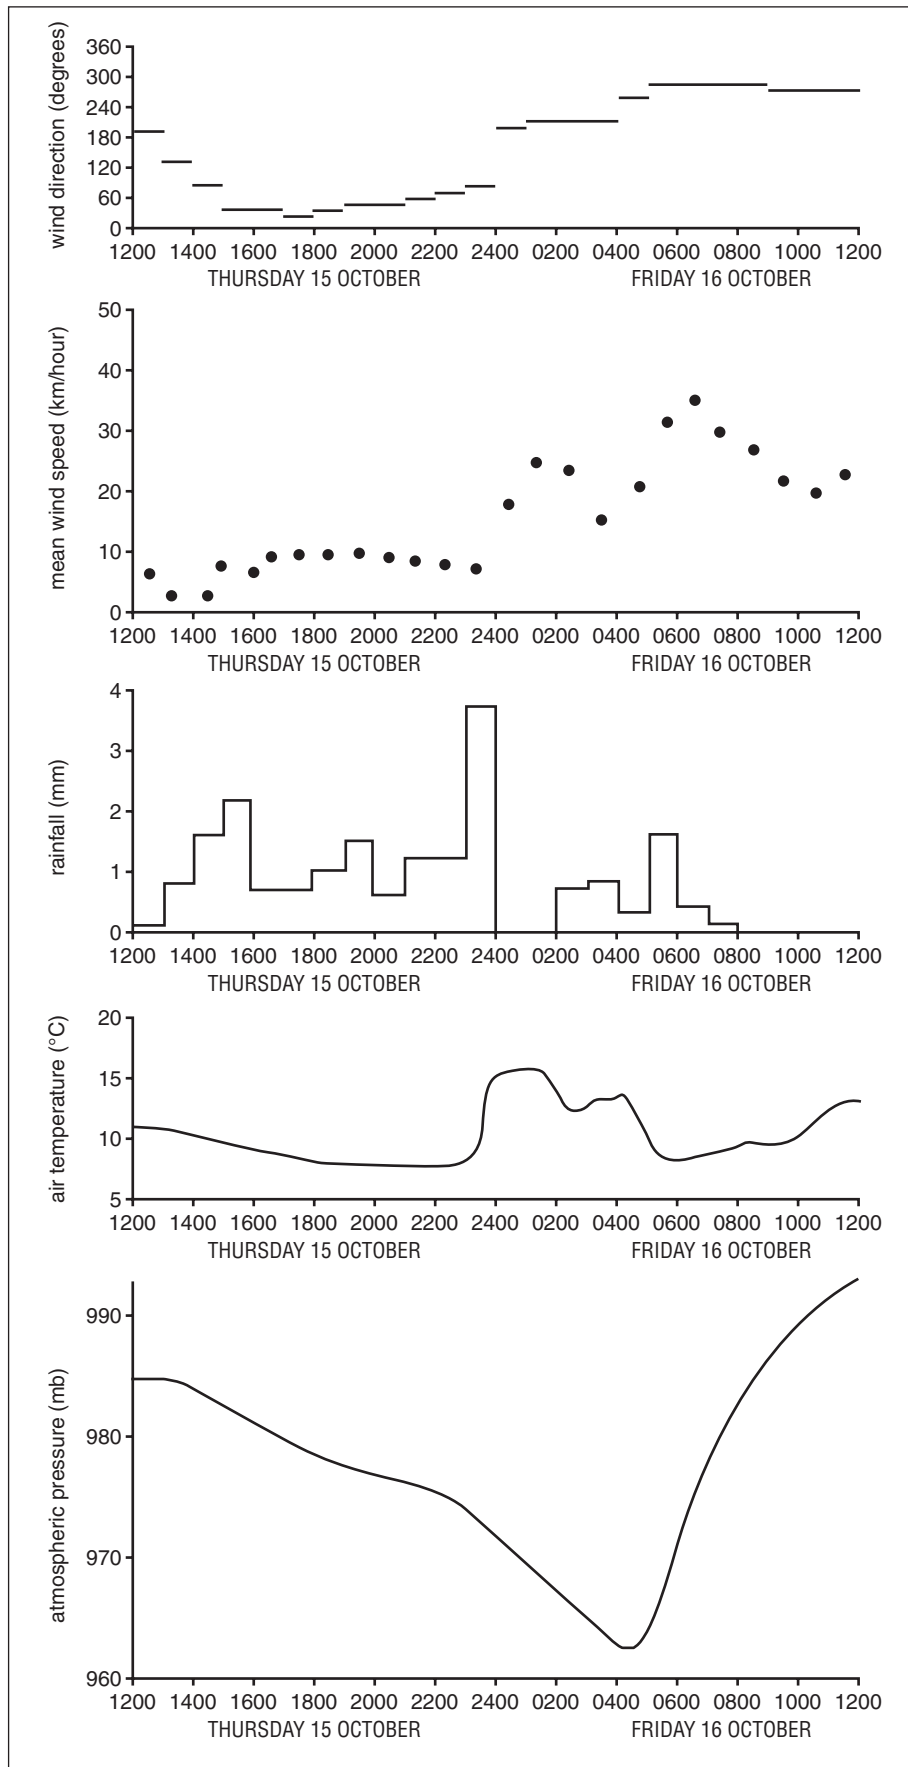 wind direction (degrees)
360
300
240
180
120
60
0
1200 1400 1600 1800 2000 2200 2400 0200 0400 0600 0800 1000 1200
THURSDAY 15 OCTOBER FRIDAY 16 OCTOBER
mean wind speed (km/hour)
50
40
30
20
10
0
1200 1400 1600 1800 2000 2200 2400 0200 0400 0600 0800 1000 1200
THURSDAY 15 OCTOBER FRIDAY 16 OCTOBER
rainfall (mm)
4
3
2
1
0
1200 1400 1600 1800 2000 2200 2400 0200 0400 0600 0800 1000 1200
THURSDAY 15 OCTOBER FRIDAY 16 OCTOBER
air temperature (°C)
20
15
10
5
1200 1400 1600 1800 2000 2200 2400 0200 0400 0600 0800 1000 1200
THURSDAY 15 OCTOBER FRIDAY 16 OCTOBER
atmospheric pressure (mb)
990
980
970
960
1200 1400 1600 1800 2000 2200 2400 0200 0400 0600 0800 1000 1200
THURSDAY 15 OCTOBER FRIDAY 16 OCTOBER